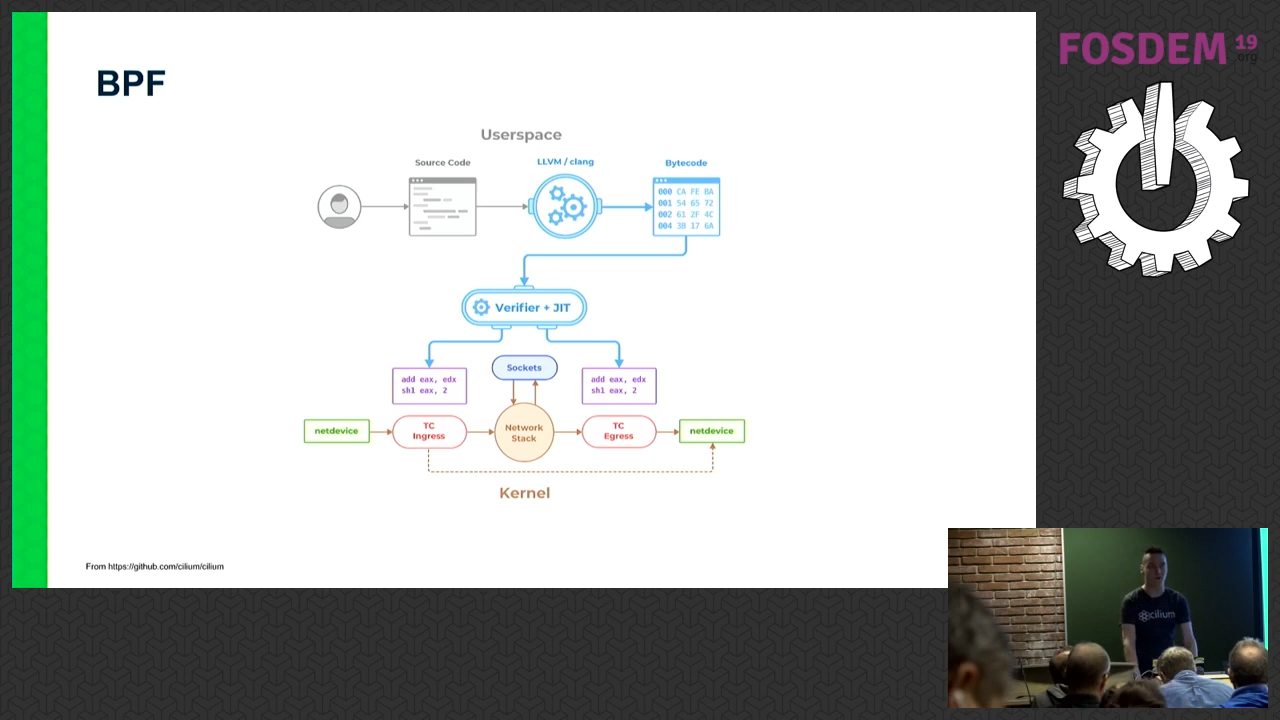 BPF
Userspace
Source Code
LLVM / clang
Bytecode
000 CA FE BA
001 54 65 72
002 61 2F 4C
004 3B 17 6A
Verifier + JIT
add eax, edx
shl eax, 2
Sockets
add eax, edx
shl eax, 2
netdevice
TC
Ingress
Network
Stack
TC
Egress
netdevice
Kernel
From https://github.com/cilium/cilium
FOSDEM 19
.org
cilium